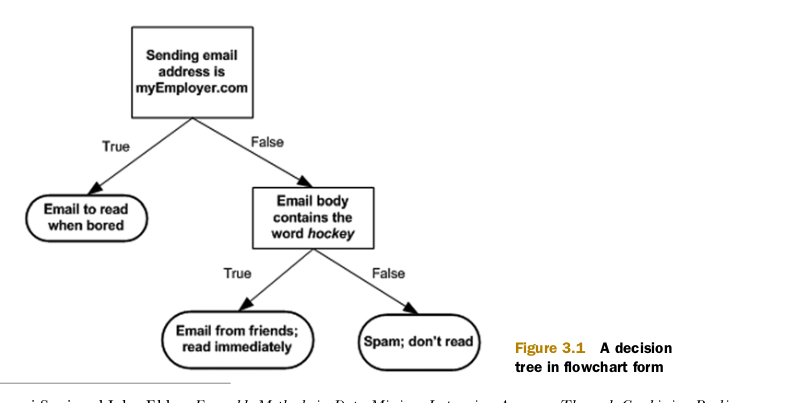 Sending email
address is
myEmployer.com
True
False
Email to read
when bored
Email body
contains the
word hockey
True
False
Email from friends;
read immediately
Spam; don't read
Figure 3.1 A decision
tree in flowchart form